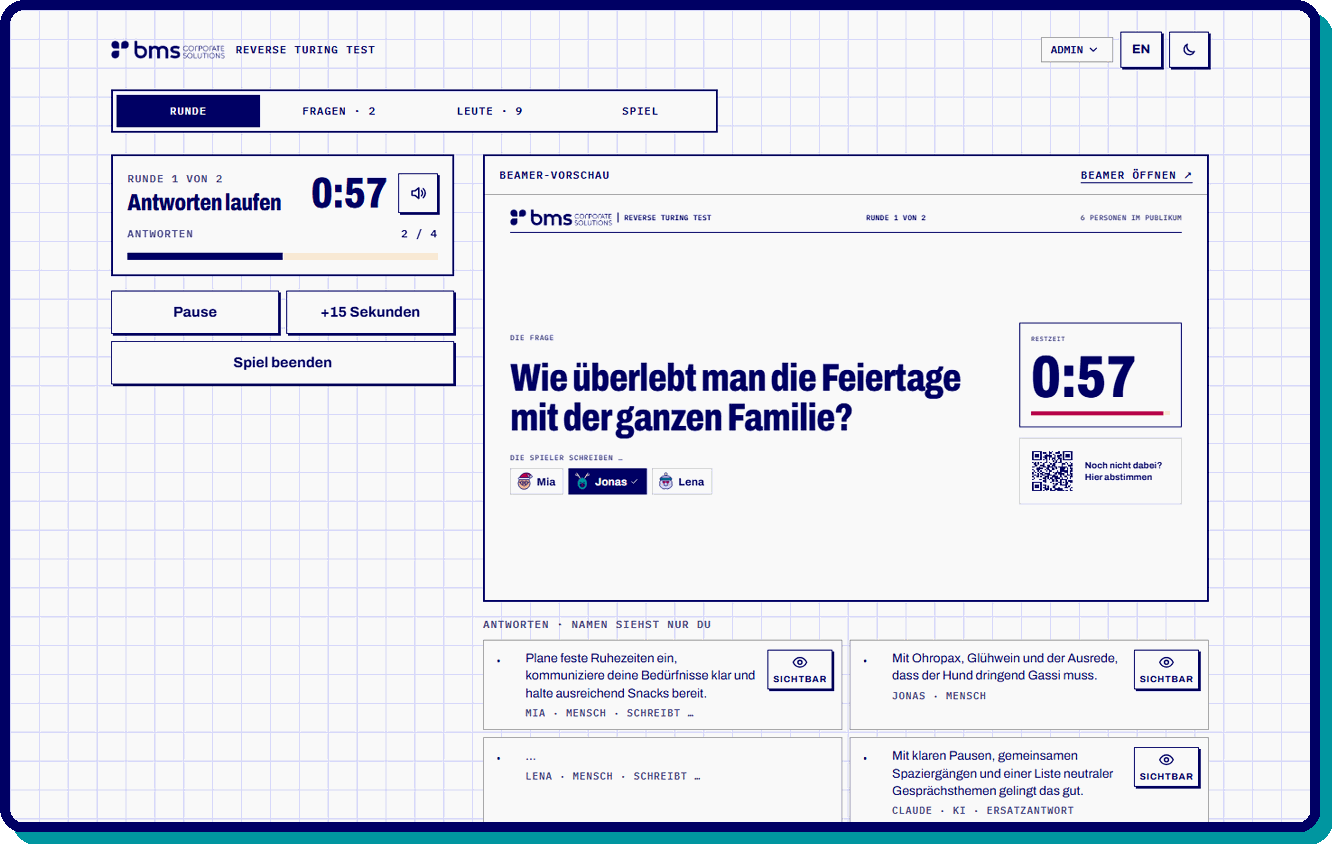 bms CORPORATE SOLUTIONS REVERSE TURING TEST
ADMIN
EN
RUNDE
FRAGEN · 2
LEUTE · 9
SPIEL
RUNDE 1 VON 2
Antworten laufen
0:57
ANTWORTEN
2 / 4
Pause
+15 Sekunden
Spiel beenden
BEAMER-VORSCHAU
BEAMER ÖFFNEN ↗
bms CORPORATE SOLUTIONS | REVERSE TURING TEST
RUNDE 1 VON 2
6 PERSONEN IM PUBLIKUM
DIE FRAGE
Wie überlebt man die Feiertage
mit der ganzen Familie?
DIE SPIELER SCHREIBEN …
Mia
Jonas ✓
Lena
RESTZEIT
0:57
Noch nicht dabei?
Hier abstimmen
ANTWORTEN · NAMEN SIEHST NUR DU
· Plane feste Ruhezeiten ein,
kommuniziere deine Bedürfnisse klar und
halte ausreichend Snacks bereit.
MIA · MENSCH · SCHREIBT …
SICHTBAR
· Mit Ohropax, Glühwein und der Ausrede,
dass der Hund dringend Gassi muss.
JONAS · MENSCH
SICHTBAR
· …
LENA · MENSCH · SCHREIBT …
· Mit klaren Pausen, gemeinsamen
Spaziergängen und einer Liste neutraler
Gesprächsthemen gelingt das gut.
CLAUDE · KI · ERSATZANTWORT
SICHTBAR